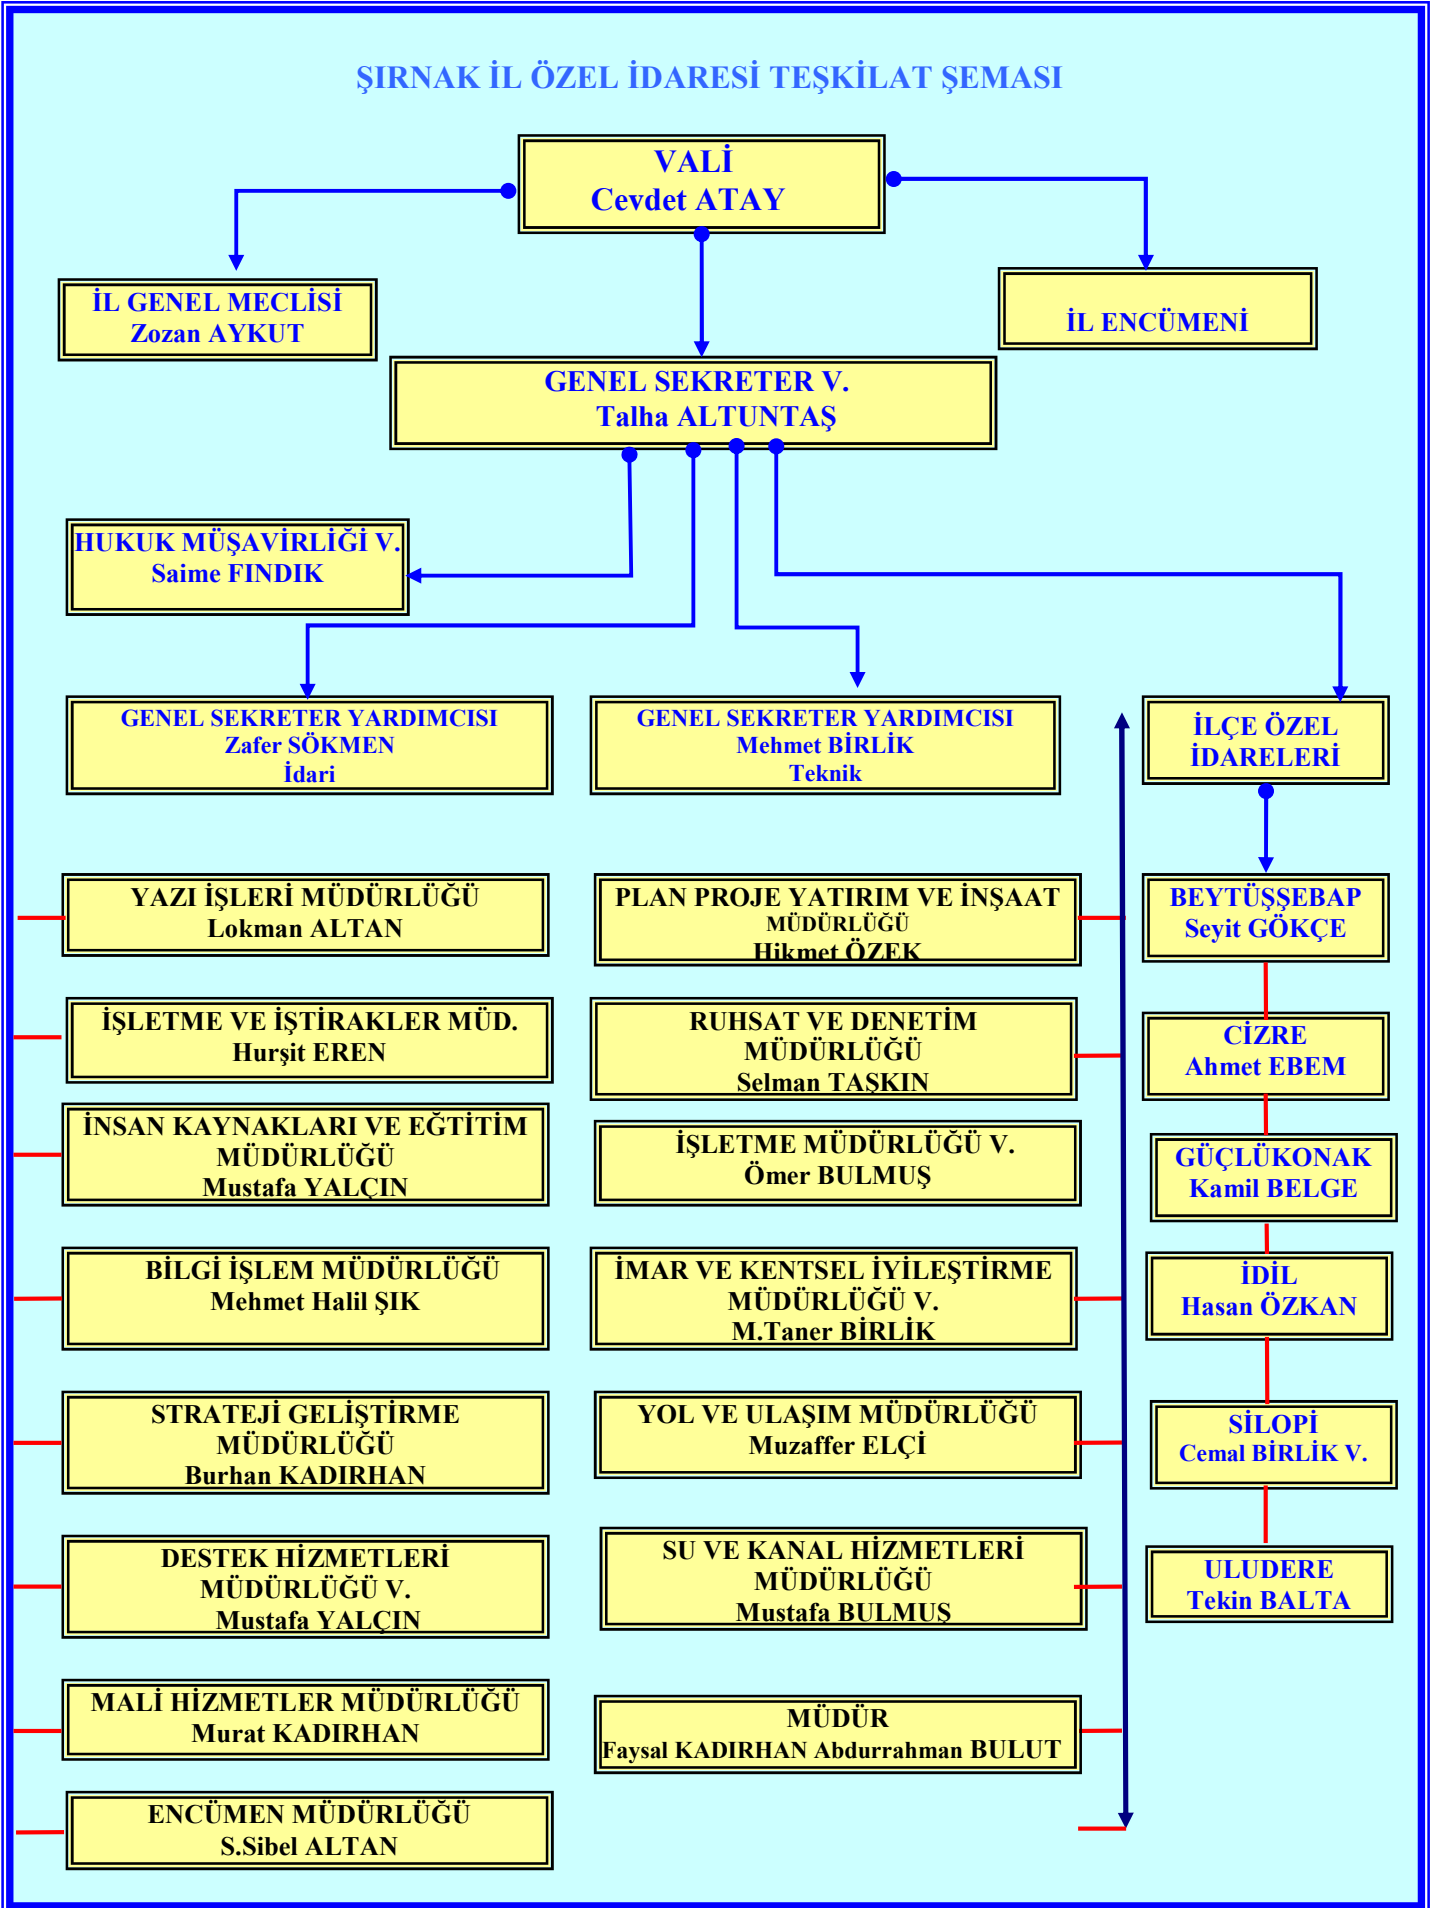 ŞIRNAK İL ÖZEL İDARESİ TEŞKİLAT ŞEMASI
VALİ
Cevdet ATAY
İL GENEL MECLİSİ
Zozan AYKUT
İL ENCÜMENİ
GENEL SEKRETER V.
Talha ALTUNTAŞ
HUKUK MÜŞAVİRLİĞİ V.
Saime FINDIK
GENEL SEKRETER YARDIMCISI
Zafer SÖKMEN
İdari
GENEL SEKRETER YARDIMCISI
Mehmet BİRLİK
Teknik
İLÇE ÖZEL
İDARELERİ
YAZI İŞLERİ MÜDÜRLÜĞÜ
Lokman ALTAN
PLAN PROJE YATIRIM VE İNŞAAT
MÜDÜRLÜĞÜ
Hikmet ÖZEK
BEYTÜŞŞEBAP
Seyit GÖKÇE
İŞLETME VE İŞTİRAKLER MÜD.
Hurşit EREN
RUHSAT VE DENETİM
MÜDÜRLÜĞÜ
Selman TAŞKIN
CİZRE
Ahmet EBEM
İNSAN KAYNAKLARI VE EĞTİTİM
MÜDÜRLÜĞÜ
Mustafa YALÇIN
İŞLETME MÜDÜRLÜĞÜ V.
Ömer BULMUŞ
GÜÇLÜKONAK
Kamil BELGE
BİLGİ İŞLEM MÜDÜRLÜĞÜ
Mehmet Halil ŞIK
İMAR VE KENTSEL İYİLEŞTİRME
MÜDÜRLÜĞÜ V.
M.Taner BİRLİK
İDİL
Hasan ÖZKAN
STRATEJİ GELİŞTİRME
MÜDÜRLÜĞÜ
Burhan KADIRHAN
YOL VE ULAŞIM MÜDÜRLÜĞÜ
Muzaffer ELÇİ
SİLOPİ
Cemal BİRLİK V.
DESTEK HİZMETLERİ
MÜDÜRLÜĞÜ V.
Mustafa YALÇIN
SU VE KANAL HİZMETLERİ
MÜDÜRLÜĞÜ
Mustafa BULMUŞ
ULUDERE
Tekin BALTA
MALİ HİZMETLER MÜDÜRLÜĞÜ
Murat KADIRHAN
MÜDÜR
Faysal KADIRHAN Abdurrahman BULUT
ENCÜMEN MÜDÜRLÜĞÜ
S.Sibel ALTAN